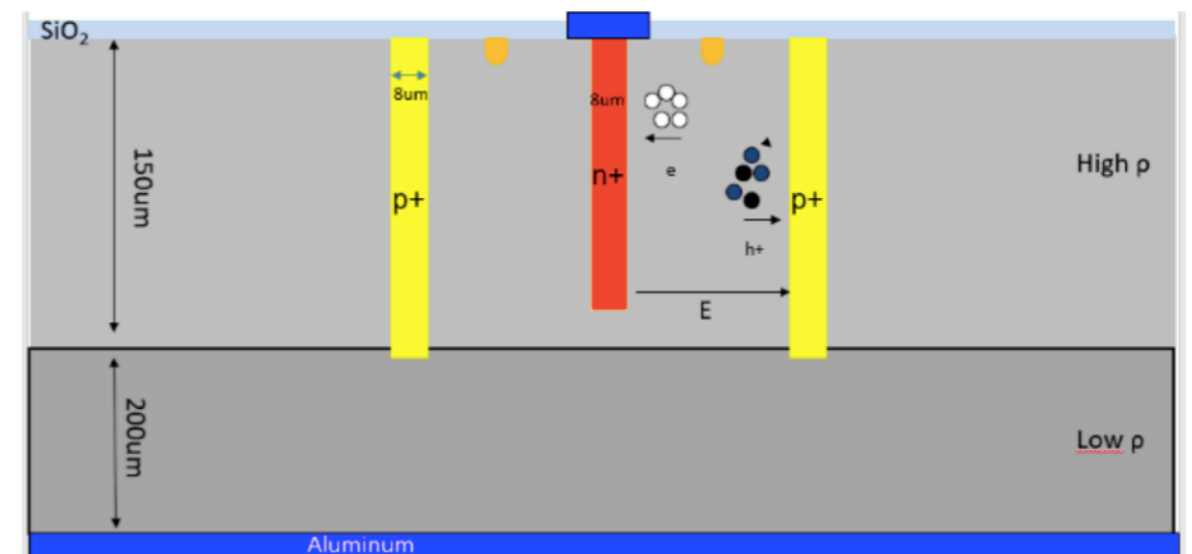 SiO₂
8um
8um
e
150um
High ρ
n+
p+
p+
h+
E
200um
Low ρ
Aluminum